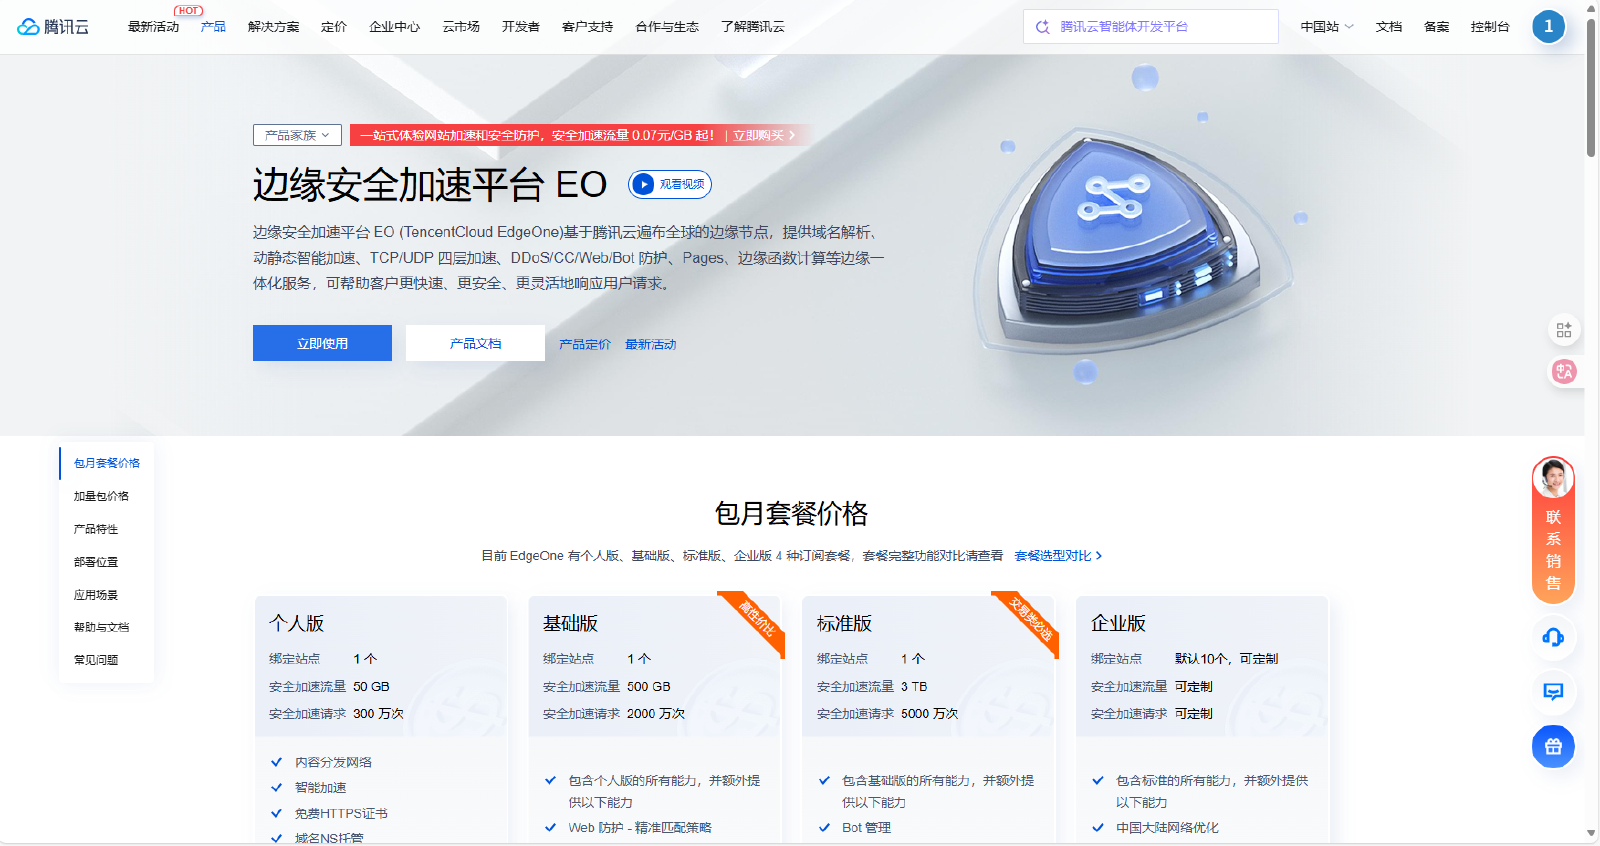 腾讯云
最新活动
HOT
产品
解决方案
定价
企业中心
云市场
开发者
客户支持
合作与生态
了解腾讯云
腾讯云智能体开发平台
中国站
文档
备案
控制台
1
产品家族
一站式体验网站加速和安全防护，安全加速流量 0.07元/GB 起！ | 立即购买
边缘安全加速平台 EO
观看视频
边缘安全加速平台 EO (TencentCloud EdgeOne)基于腾讯云遍布全球的边缘节点，提供域名解析、
动静态智能加速、TCP/UDP 四层加速、DDoS/CC/Web/Bot 防护、Pages、边缘函数计算等边缘一
体化服务，可帮助客户更快速、更安全、更灵活地响应用户请求。
立即使用
产品文档
产品定价
最新活动
包月套餐价格
加量包价格
产品特性
部署位置
应用场景
帮助与文档
常见问题
联系销售
包月套餐价格
目前 EdgeOne 有个人版、基础版、标准版、企业版 4 种订阅套餐，套餐完整功能对比请查看 套餐选型对比
个人版
绑定站点 1 个
安全加速流量 50 GB
安全加速请求 300 万次
内容分发网络
智能加速
免费HTTPS证书
域名NS托管
基础版
高性价比
绑定站点 1 个
安全加速流量 500 GB
安全加速请求 2000 万次
包含个人版的所有能力，并额外提
供以下能力
Web 防护 - 精准匹配策略
标准版
交易类必选
绑定站点 1 个
安全加速流量 3 TB
安全加速请求 5000 万次
包含基础版的所有能力，并额外提
供以下能力
Bot 管理
企业版
绑定站点 默认10个，可定制
安全加速流量 可定制
安全加速请求 可定制
包含标准的所有能力，并额外提供
以下能力
中国大陆网络优化